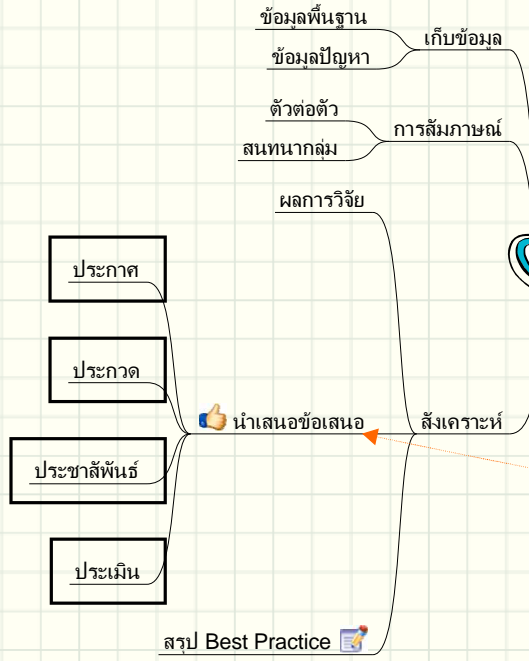 ข้อมูลพื้นฐาน
เก็บข้อมูล
ข้อมูลปัญหา
ตัวต่อตัว
การสัมภาษณ์
สนทนากลุ่ม
ผลการวิจัย
ประกาศ
ประกวด
นำเสนอข้อเสนอ
สังเคราะห์
ประชาสัพันธ์
ประเมิน
สรุป Best Practice